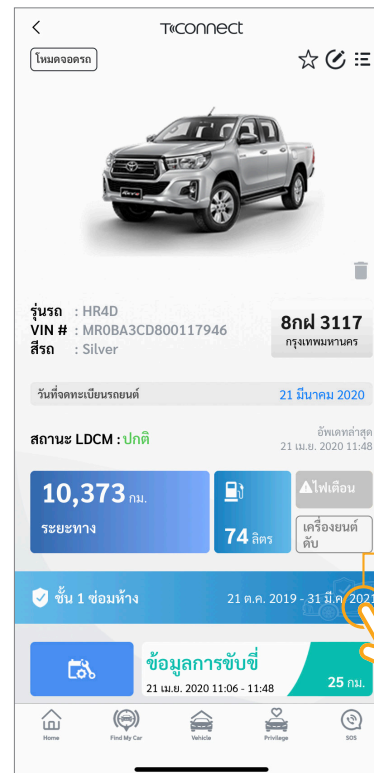 T-Connect
โหมดจอดรถ
Revo
รุ่นรถ : HR4D
VIN # : MR0BA3CD800117946
สีรถ : Silver
8กฝ 3117
กรุงเทพมหานคร
วันที่จดทะเบียนรถยนต์ 21 มีนาคม 2020
สถานะ LDCM : ปกติ
อัพเดทล่าสุด
21 เม.ย. 2020 11:48
10,373 กม.
ระยะทาง
74 ลิตร
ไฟเตือน
เครื่องยนต์
ดับ
ชั้น 1 ซ่อมห้าง 21 ต.ค. 2019 - 31 มี.ค. 2021
ข้อมูลการขับขี่
21 เม.ย. 2020 11:06 - 11:48
25 กม.
Home
Find My Car
Vehicle
Privilege
SOS